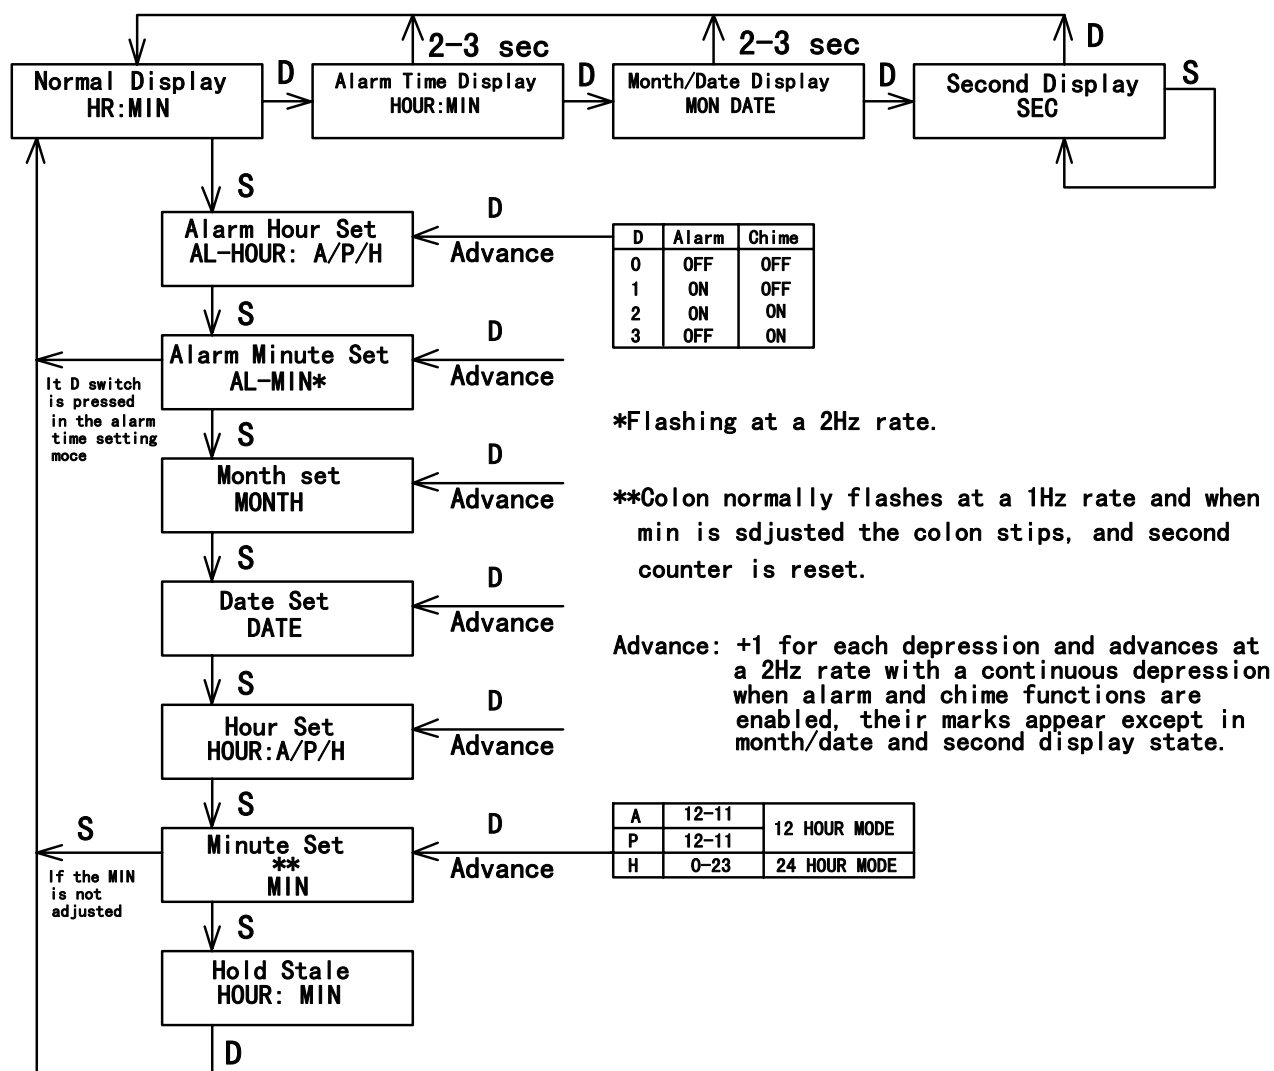 D
2-3 sec
2-3 sec
Normal Display
HR:MIN
D
Alarm Time Display
HOUR:MIN
D
Month/Date Display
MON DATE
D
Second Display
SEC
S
S
Alarm Hour Set
AL-HOUR: A/P/H
D
Advance
D Alarm Chime
0 OFF OFF
1 ON OFF
2 ON ON
3 OFF ON
S
Alarm Minute Set
AL-MIN*
D
Advance
It D switch
is pressed
in the alarm
time setting
moce
*Flashing at a 2Hz rate.
S
Month set
MONTH
D
Advance
**Colon normally flashes at a 1Hz rate and when
min is sdjusted the colon stips, and second
counter is reset.
S
Date Set
DATE
D
Advance
Advance: +1 for each depression and advances at
a 2Hz rate with a continuous depression
when alarm and chime functions are
enabled, their marks appear except in
month/date and second display state.
S
Hour Set
HOUR:A/P/H
D
Advance
S
Minute Set
**
MIN
D
Advance
A 12-11 12 HOUR MODE
P 12-11
H 0-23 24 HOUR MODE
S
If the MIN
is not
adjusted
S
Hold Stale
HOUR: MIN
D